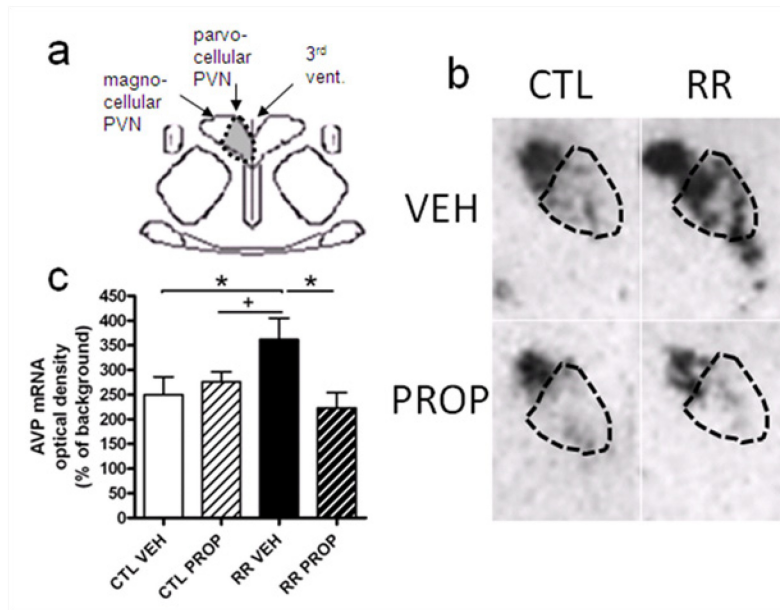 a
parvo-
cellular
PVN
magno-
cellular
PVN
3rd
vent.
b
CTL RR
VEH
PROP
c
* *
+
AVP mRNA
optical density
(% of background)
450
400
350
300
250
200
150
100
50
0
CTL VEH
CTL PROP
RR VEH
RR PROP